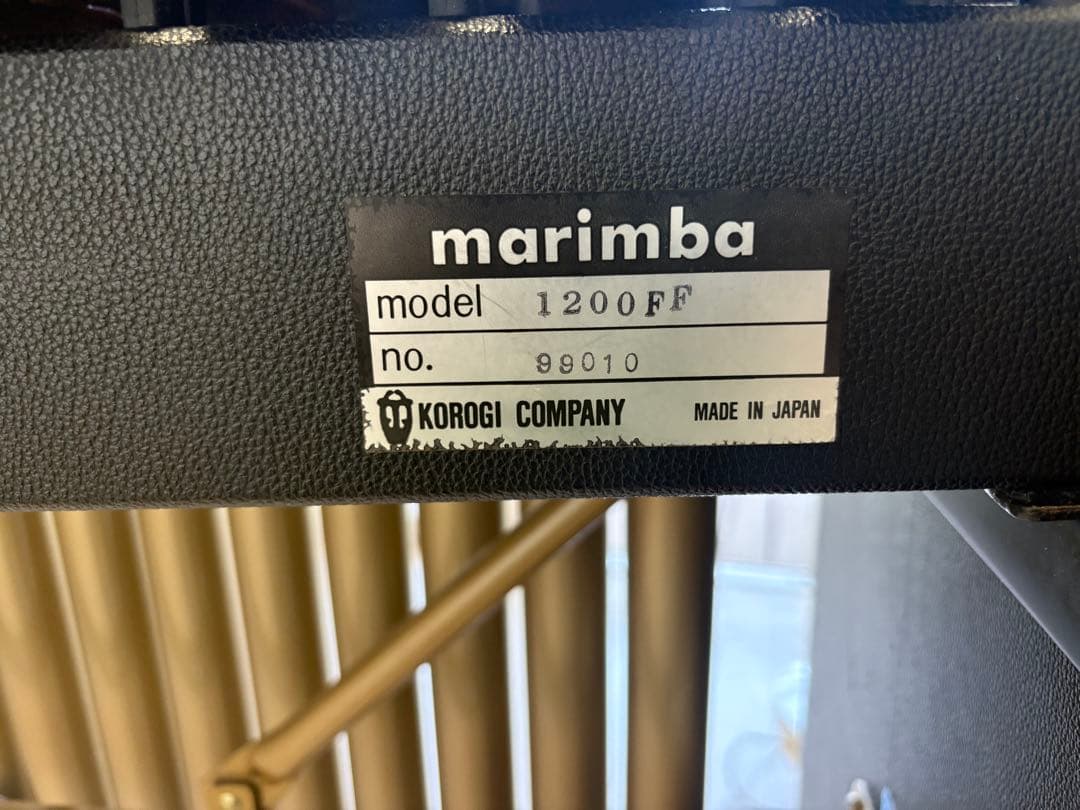 marimba
model 1200FF
no. 99010
KOROGI COMPANY MADE IN JAPAN